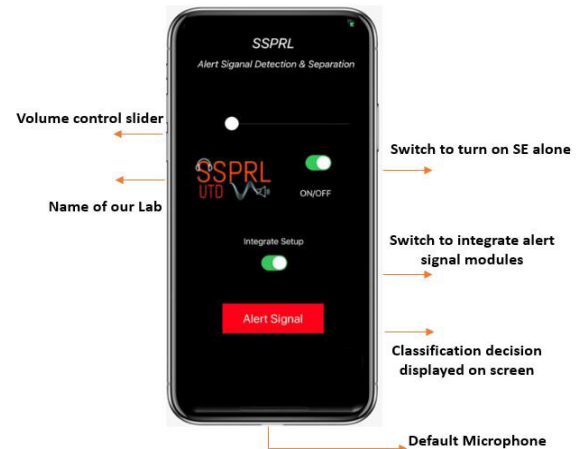 SSPRL
Alert Siganal Detection & Separation
Volume control slider
Switch to turn on SE alone
SSPRL
UTD
ON/OFF
Name of our Lab
Integrate Setup
Switch to integrate alert
signal modules
Alert Signal
Classification decision
displayed on screen
Default Microphone